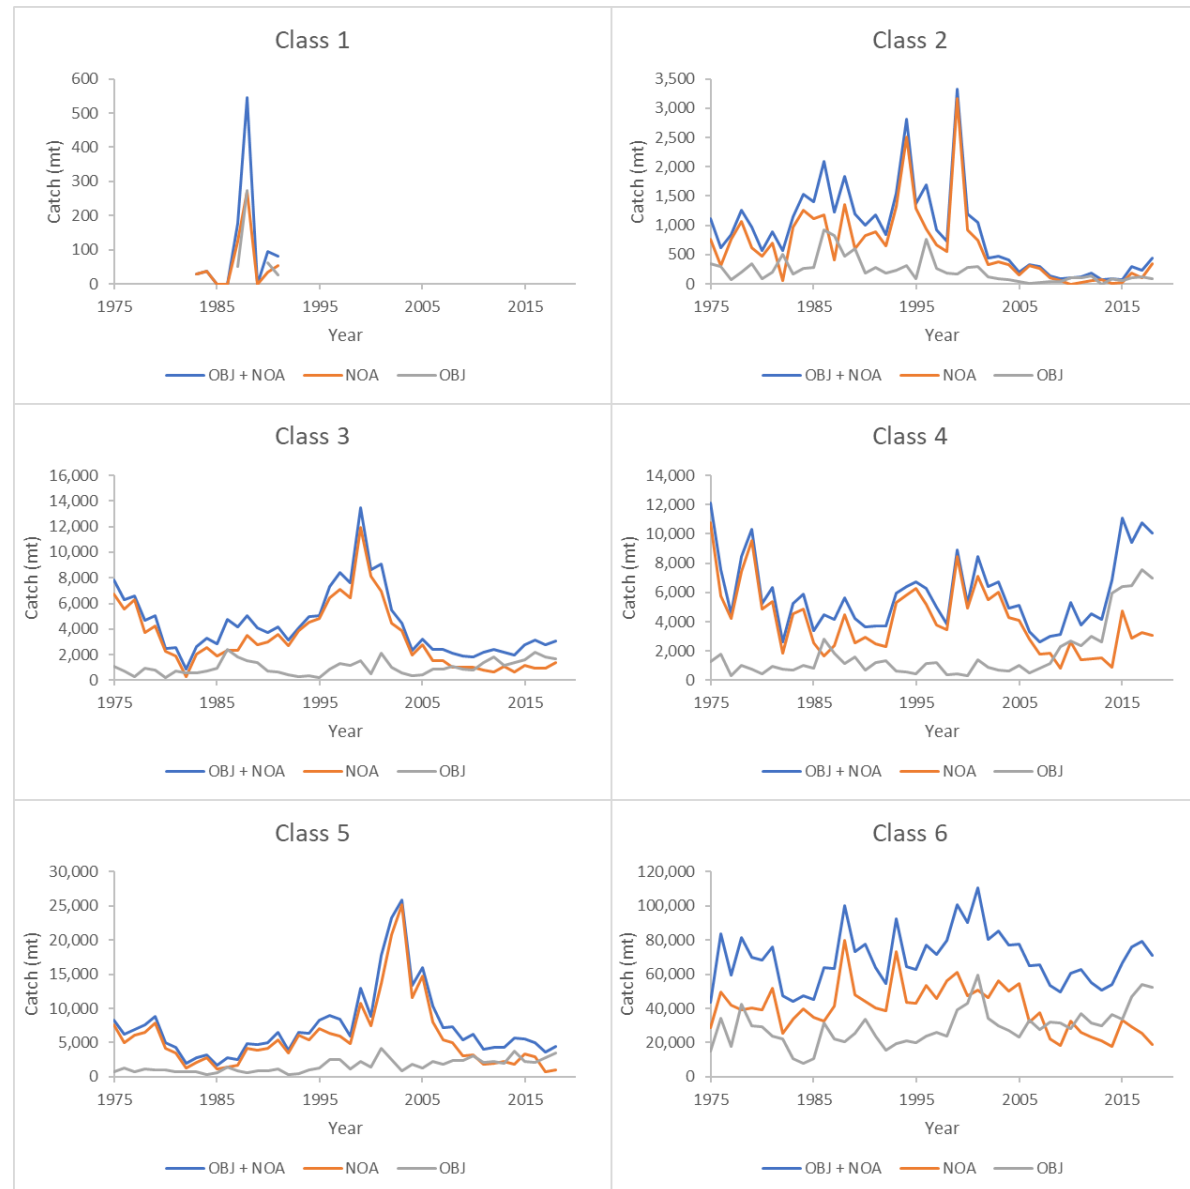 Class 1
600
500
400
300
200
100
0
Catch (mt)
1975 1985 1995 2005 2015
Year
OBJ + NOA NOA OBJ
Class 2
3,500
3,000
2,500
2,000
1,500
1,000
500
0
Catch (mt)
1975 1985 1995 2005 2015
Year
OBJ + NOA NOA OBJ
Class 3
16,000
14,000
12,000
10,000
8,000
6,000
4,000
2,000
0
Catch (mt)
1975 1985 1995 2005 2015
Year
OBJ + NOA NOA OBJ
Class 4
14,000
12,000
10,000
8,000
6,000
4,000
2,000
0
Catch (mt)
1975 1985 1995 2005 2015
Year
OBJ + NOA NOA OBJ
Class 5
30,000
25,000
20,000
15,000
10,000
5,000
0
Catch (mt)
1975 1985 1995 2005 2015
Year
OBJ + NOA NOA OBJ
Class 6
120,000
100,000
80,000
60,000
40,000
20,000
0
Catch (mt)
1975 1985 1995 2005 2015
Year
OBJ + NOA NOA OBJ